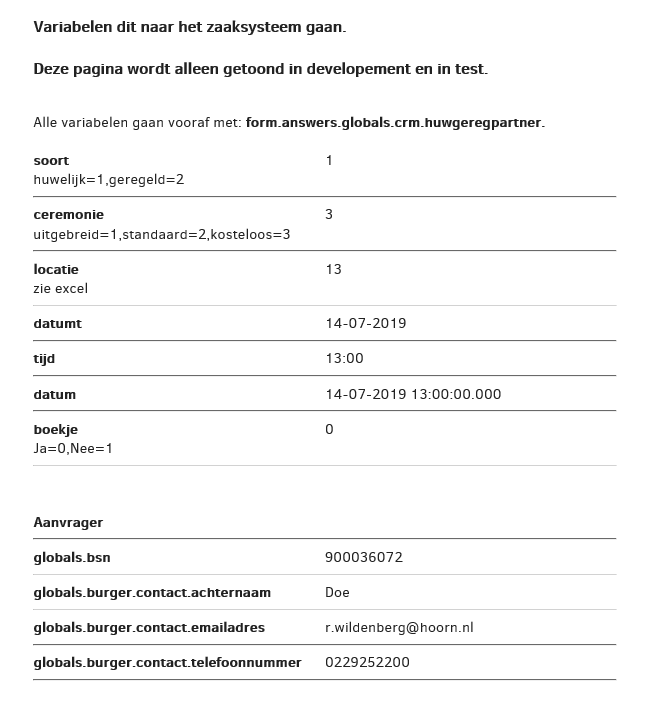 Variabelen dit naar het zaaksysteem gaan.
Deze pagina wordt alleen getoond in developement en in test.
Alle variabelen gaan vooraf met: form.answers.globals.crm.huwgeregpartner.
soort 1
huwelijk=1,geregeld=2
ceremonie 3
uitgebreid=1,standaard=2,kosteloos=3
locatie 13
zie excel
datumt 14-07-2019
tijd 13:00
datum 14-07-2019 13:00:00.000
boekje 0
Ja=0,Nee=1
Aanvrager
globals.bsn 900036072
globals.burger.contact.achternaam Doe
globals.burger.contact.emailadres r.wildenberg@hoorn.nl
globals.burger.contact.telefoonnummer 0229252200